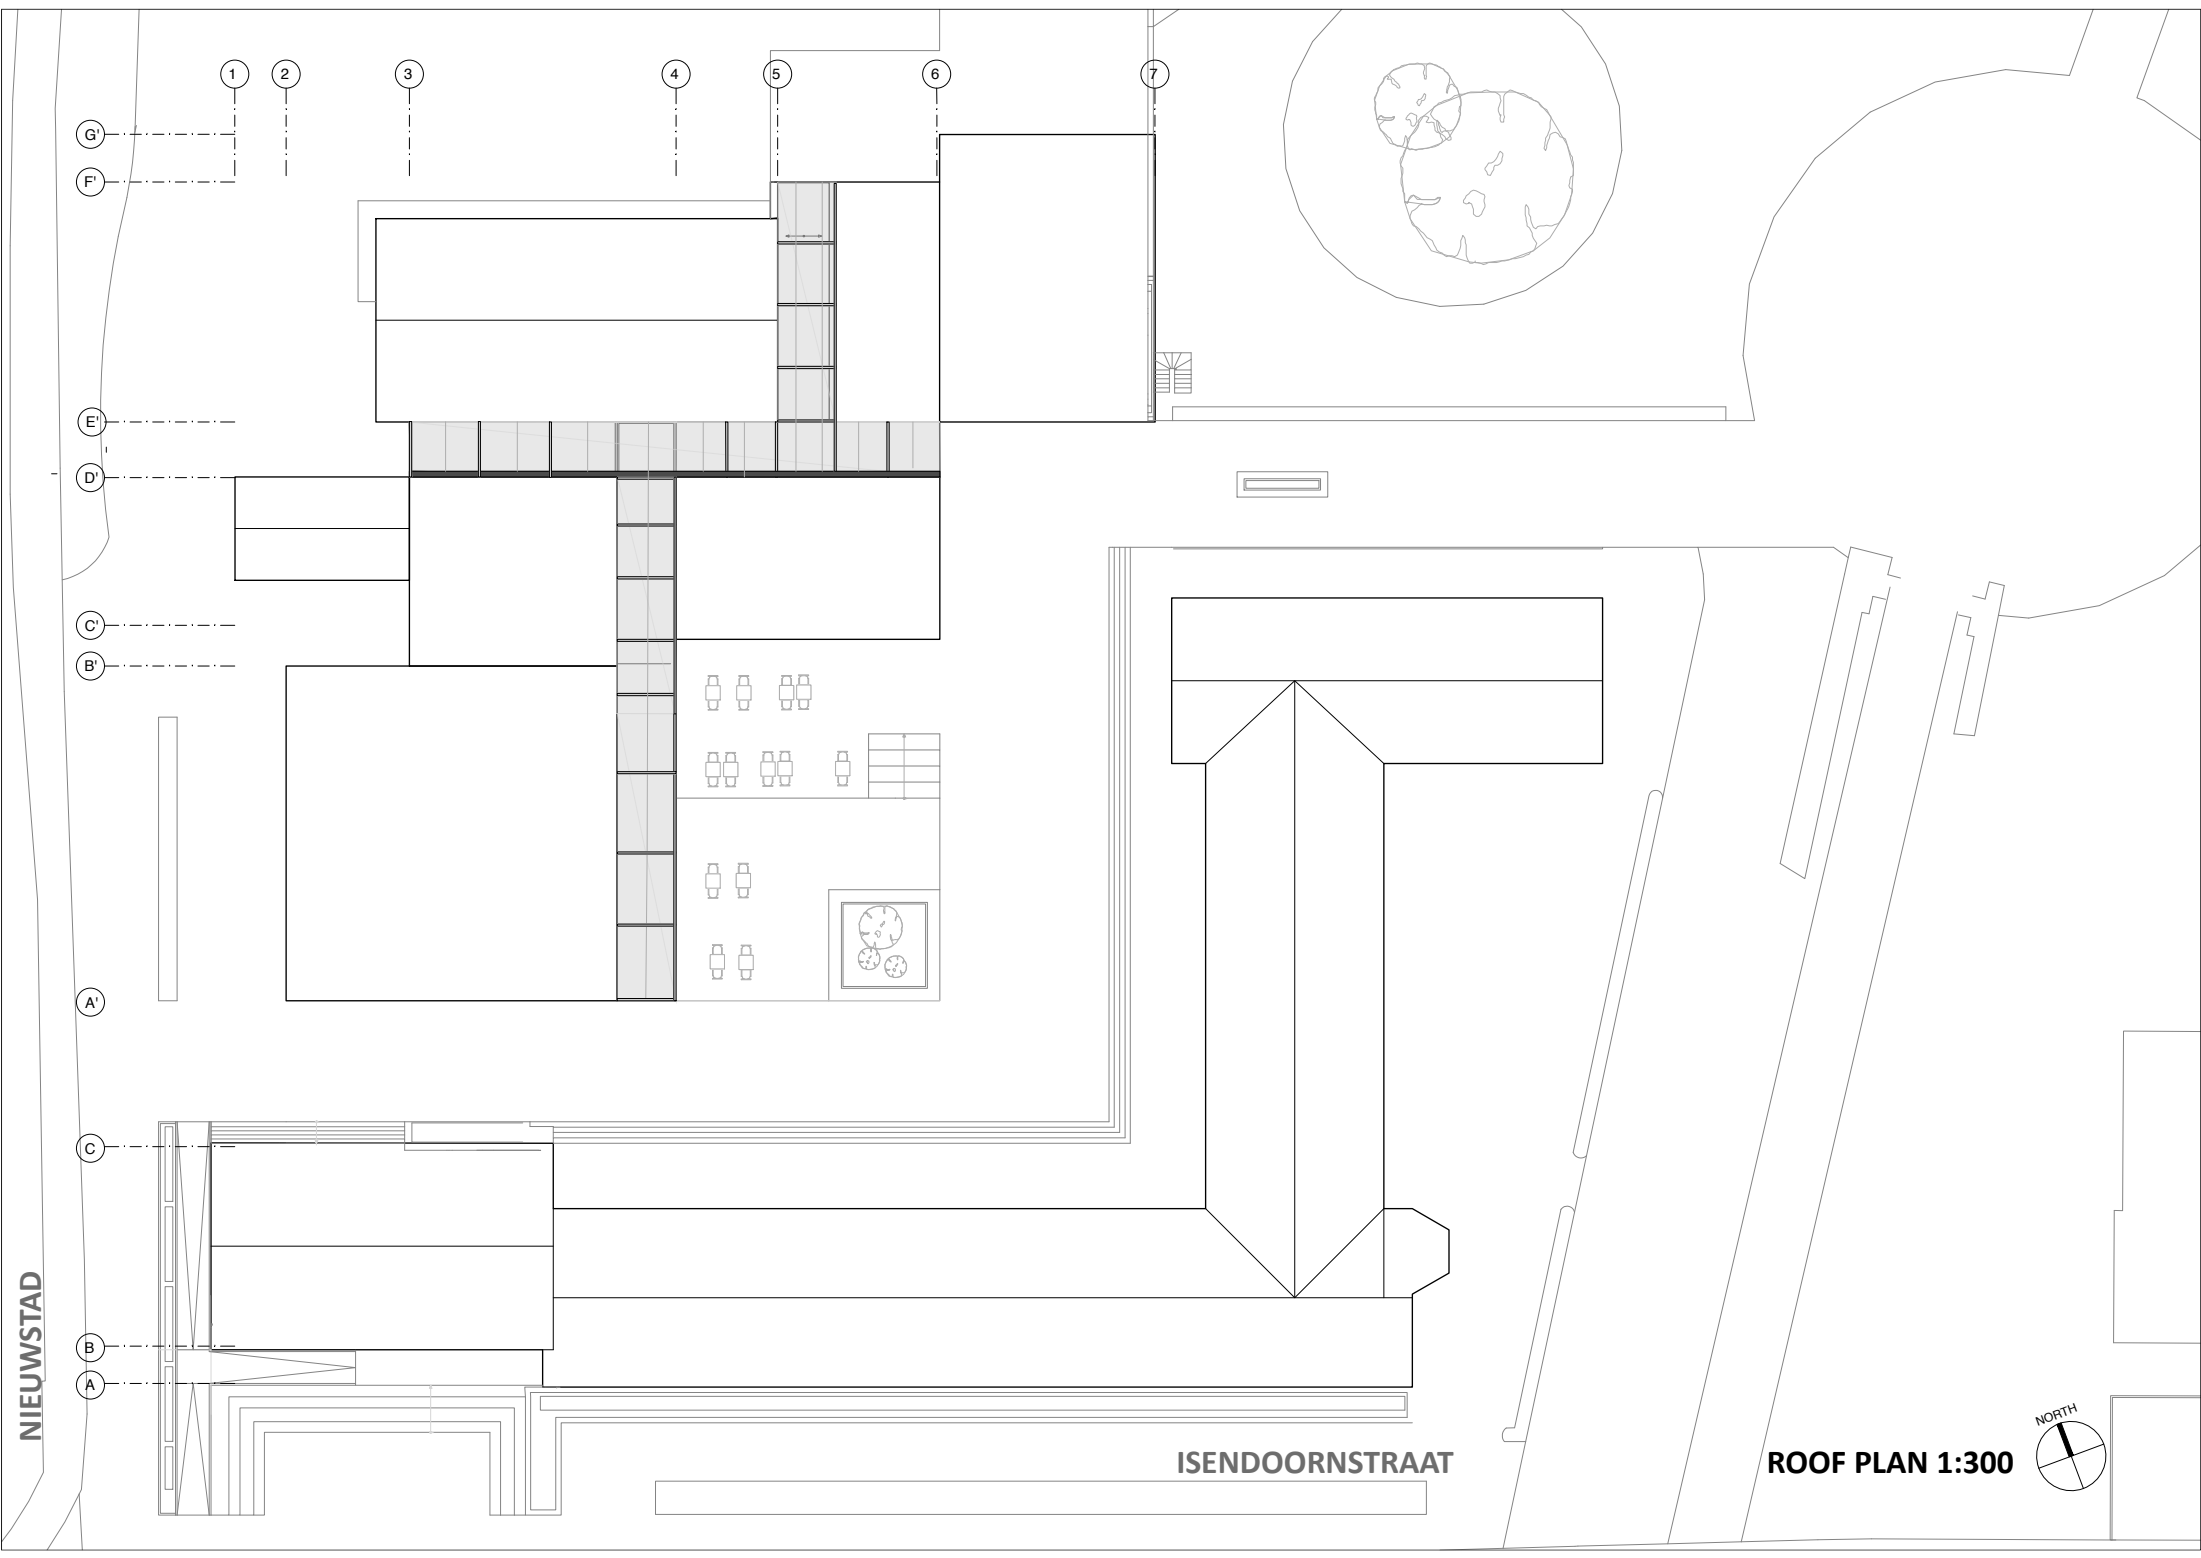 1 2 3 4 5 6 7
G'
F'
E'
D'
C'
B'
A'
C
B
A
NIEUWSTAD
ISENDOORNSTRAAT
ROOF PLAN 1:300
NORTH